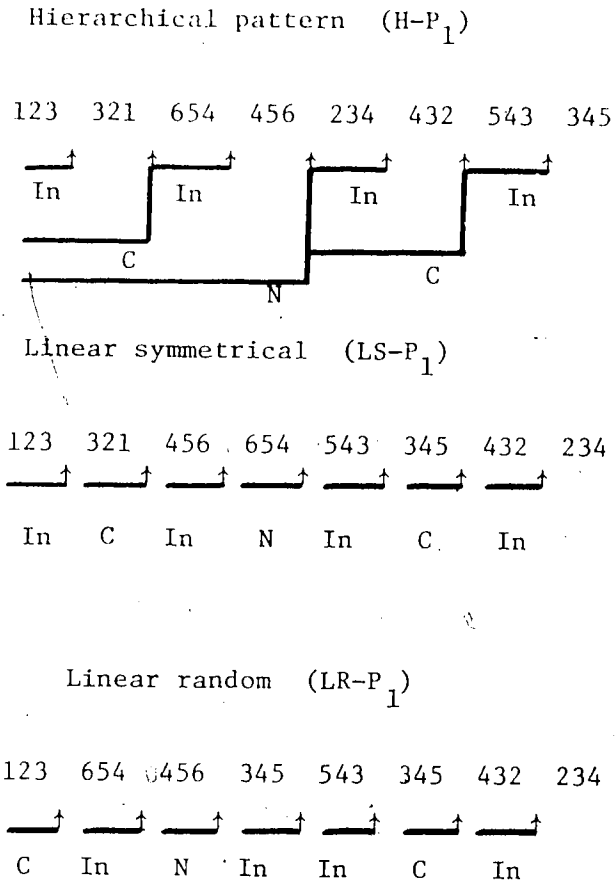 Hierarchical pattern (H-P1)
123 321 654 456 234 432 543 345
In In In In
C C
N
Linear symmetrical (LS-P1)
123 321 456 654 543 345 432 234
In C In N In C In
Linear random (LR-P1)
123 654 456 345 543 345 432 234
C In N In In C In